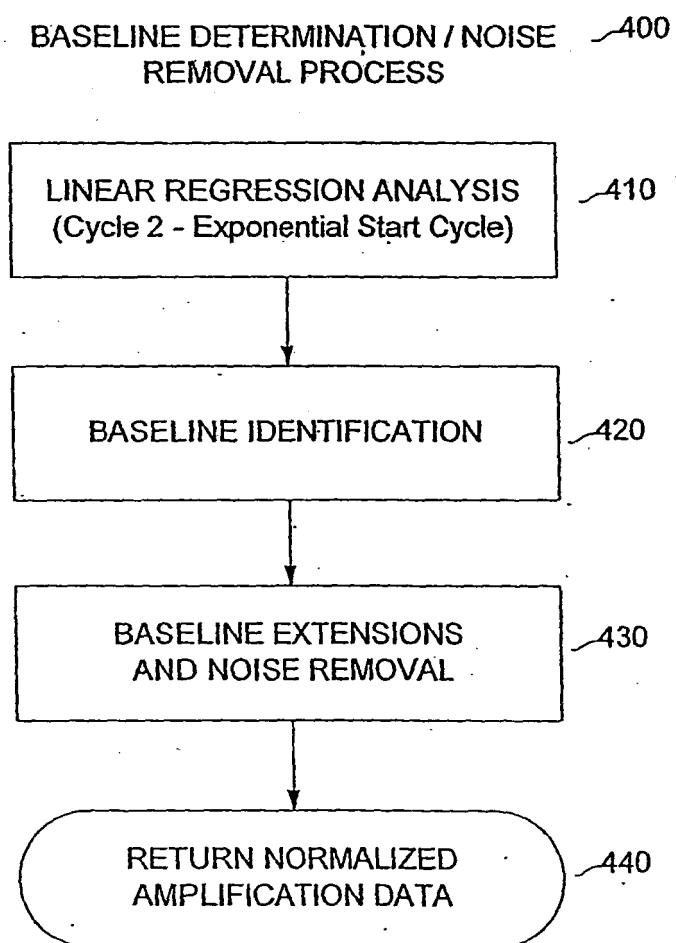 BASELINE DETERMINATION / NOISE 400
REMOVAL PROCESS
LINEAR REGRESSION ANALYSIS 410
(Cycle 2 - Exponential Start Cycle)
BASELINE IDENTIFICATION 420
BASELINE EXTENSIONS 430
AND NOISE REMOVAL
RETURN NORMALIZED 440
AMPLIFICATION DATA